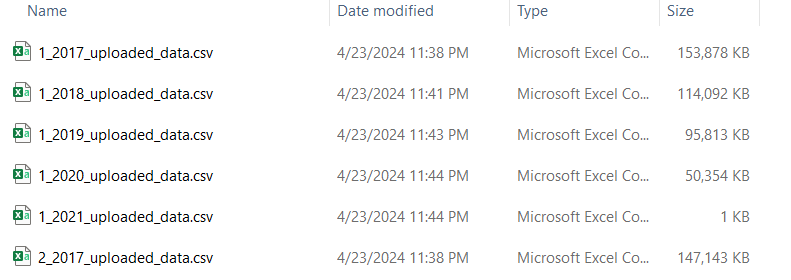 Name Date modified Type Size
1_2017_uploaded_data.csv 4/23/2024 11:38 PM Microsoft Excel Co... 153,878 KB
1_2018_uploaded_data.csv 4/23/2024 11:41 PM Microsoft Excel Co... 114,092 KB
1_2019_uploaded_data.csv 4/23/2024 11:43 PM Microsoft Excel Co... 95,813 KB
1_2020_uploaded_data.csv 4/23/2024 11:44 PM Microsoft Excel Co... 50,354 KB
1_2021_uploaded_data.csv 4/23/2024 11:44 PM Microsoft Excel Co... 1 KB
2_2017_uploaded_data.csv 4/23/2024 11:38 PM Microsoft Excel Co... 147,143 KB